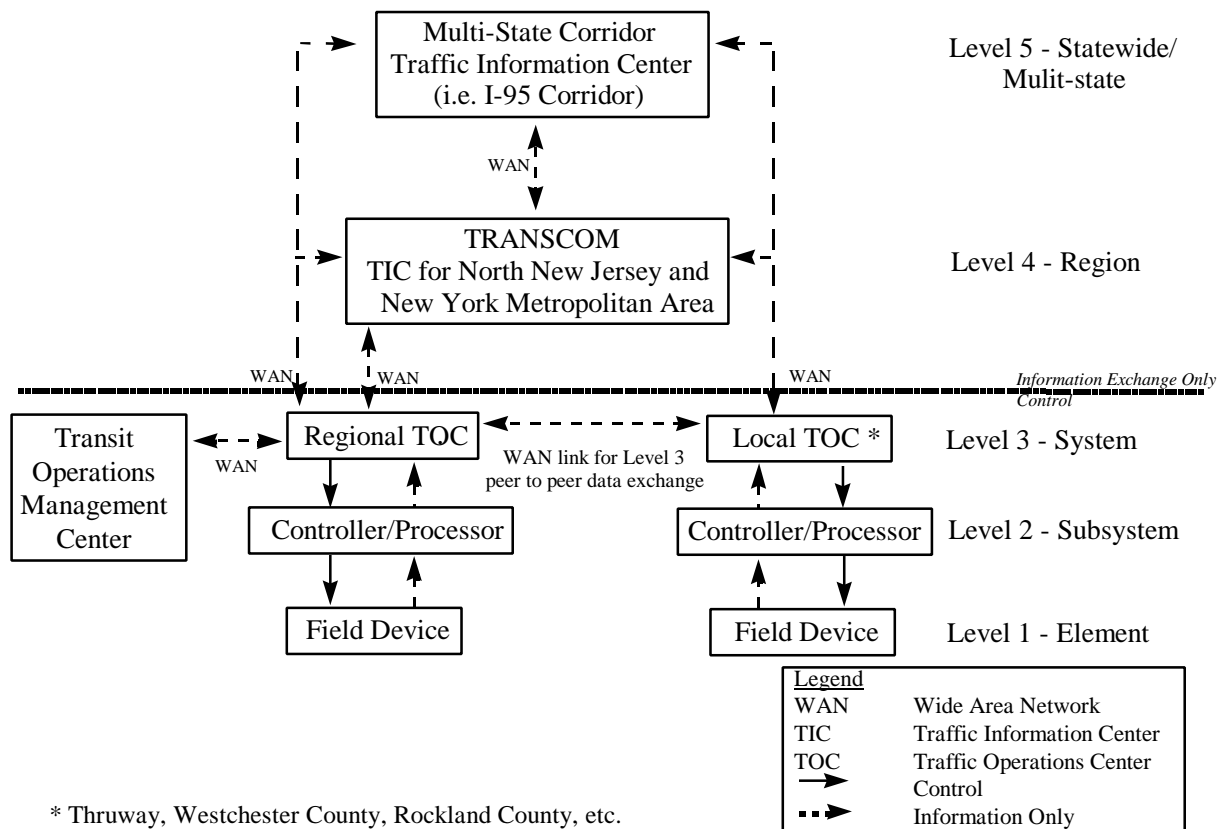 Multi-State Corridor
Traffic Information Center
(i.e. I-95 Corridor)
Level 5 - Statewide/
Mulit-state
WAN
TRANSCOM
TIC for North New Jersey and
New York Metropolitan Area
Level 4 - Region
WAN
WAN
WAN
Information Exchange Only
Control
Transit
Operations
Management
Center
WAN
Regional TOC
WAN link for Level 3
peer to peer data exchange
Local TOC *
Level 3 - System
Controller/Processor
Controller/Processor
Level 2 - Subsystem
Field Device
Field Device
Level 1 - Element
Legend
WAN Wide Area Network
TIC Traffic Information Center
TOC Traffic Operations Center
Control
Information Only
* Thruway, Westchester County, Rockland County, etc.